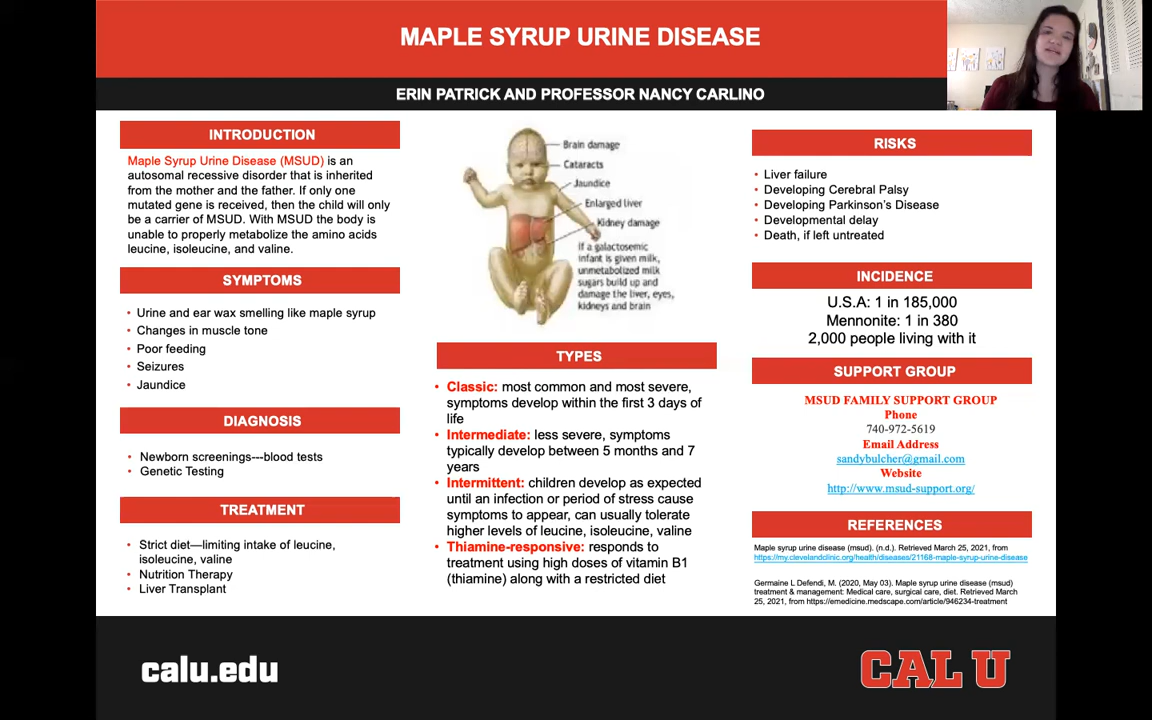 MAPLE SYRUP URINE DISEASE
ERIN PATRICK AND PROFESSOR NANCY CARLINO
INTRODUCTION
Maple Syrup Urine Disease (MSUD) is an
autosomal recessive disorder that is inherited
from the mother and the father. If only one
mutated gene is received, then the child will only
be a carrier of MSUD. With MSUD the body is
unable to properly metabolize the amino acids
leucine, isoleucine, and valine.
SYMPTOMS
• Urine and ear wax smelling like maple syrup
• Changes in muscle tone
• Poor feeding
• Seizures
• Jaundice
DIAGNOSIS
• Newborn screenings---blood tests
• Genetic Testing
TREATMENT
• Strict diet—limiting intake of leucine,
isoleucine, valine
• Nutrition Therapy
• Liver Transplant
Brain damage
Cataracts
Jaundice
Enlarged liver
Kidney damage
If a galactosemic
infant is given milk,
unmetabolized milk
sugars build up and
damage the liver, eyes,
kidneys and brain
TYPES
• Classic: most common and most severe,
symptoms develop within the first 3 days of
life
• Intermediate: less severe, symptoms
typically develop between 5 months and 7
years
• Intermittent: children develop as expected
until an infection or period of stress cause
symptoms to appear, can usually tolerate
higher levels of leucine, isoleucine, valine
• Thiamine-responsive: responds to
treatment using high doses of vitamin B1
(thiamine) along with a restricted diet
RISKS
• Liver failure
• Developing Cerebral Palsy
• Developing Parkinson's Disease
• Developmental delay
• Death, if left untreated
INCIDENCE
U.S.A: 1 in 185,000
Mennonite: 1 in 380
2,000 people living with it
SUPPORT GROUP
MSUD FAMILY SUPPORT GROUP
Phone
740-972-5619
Email Address
sandybulcher@gmail.com
Website
http://www.msud-support.org/
REFERENCES
Maple syrup urine disease (msud). (n.d.). Retrieved March 25, 2021, from
https://my.clevelandclinic.org/health/diseases/21168-maple-syrup-urine-disease
Germaine L Defendi, M. (2020, May 03). Maple syrup urine disease (msud)
treatment & management: Medical care, surgical care, diet. Retrieved March
25, 2021, from https://emedicine.medscape.com/article/946234-treatment
calu.edu
CAL U